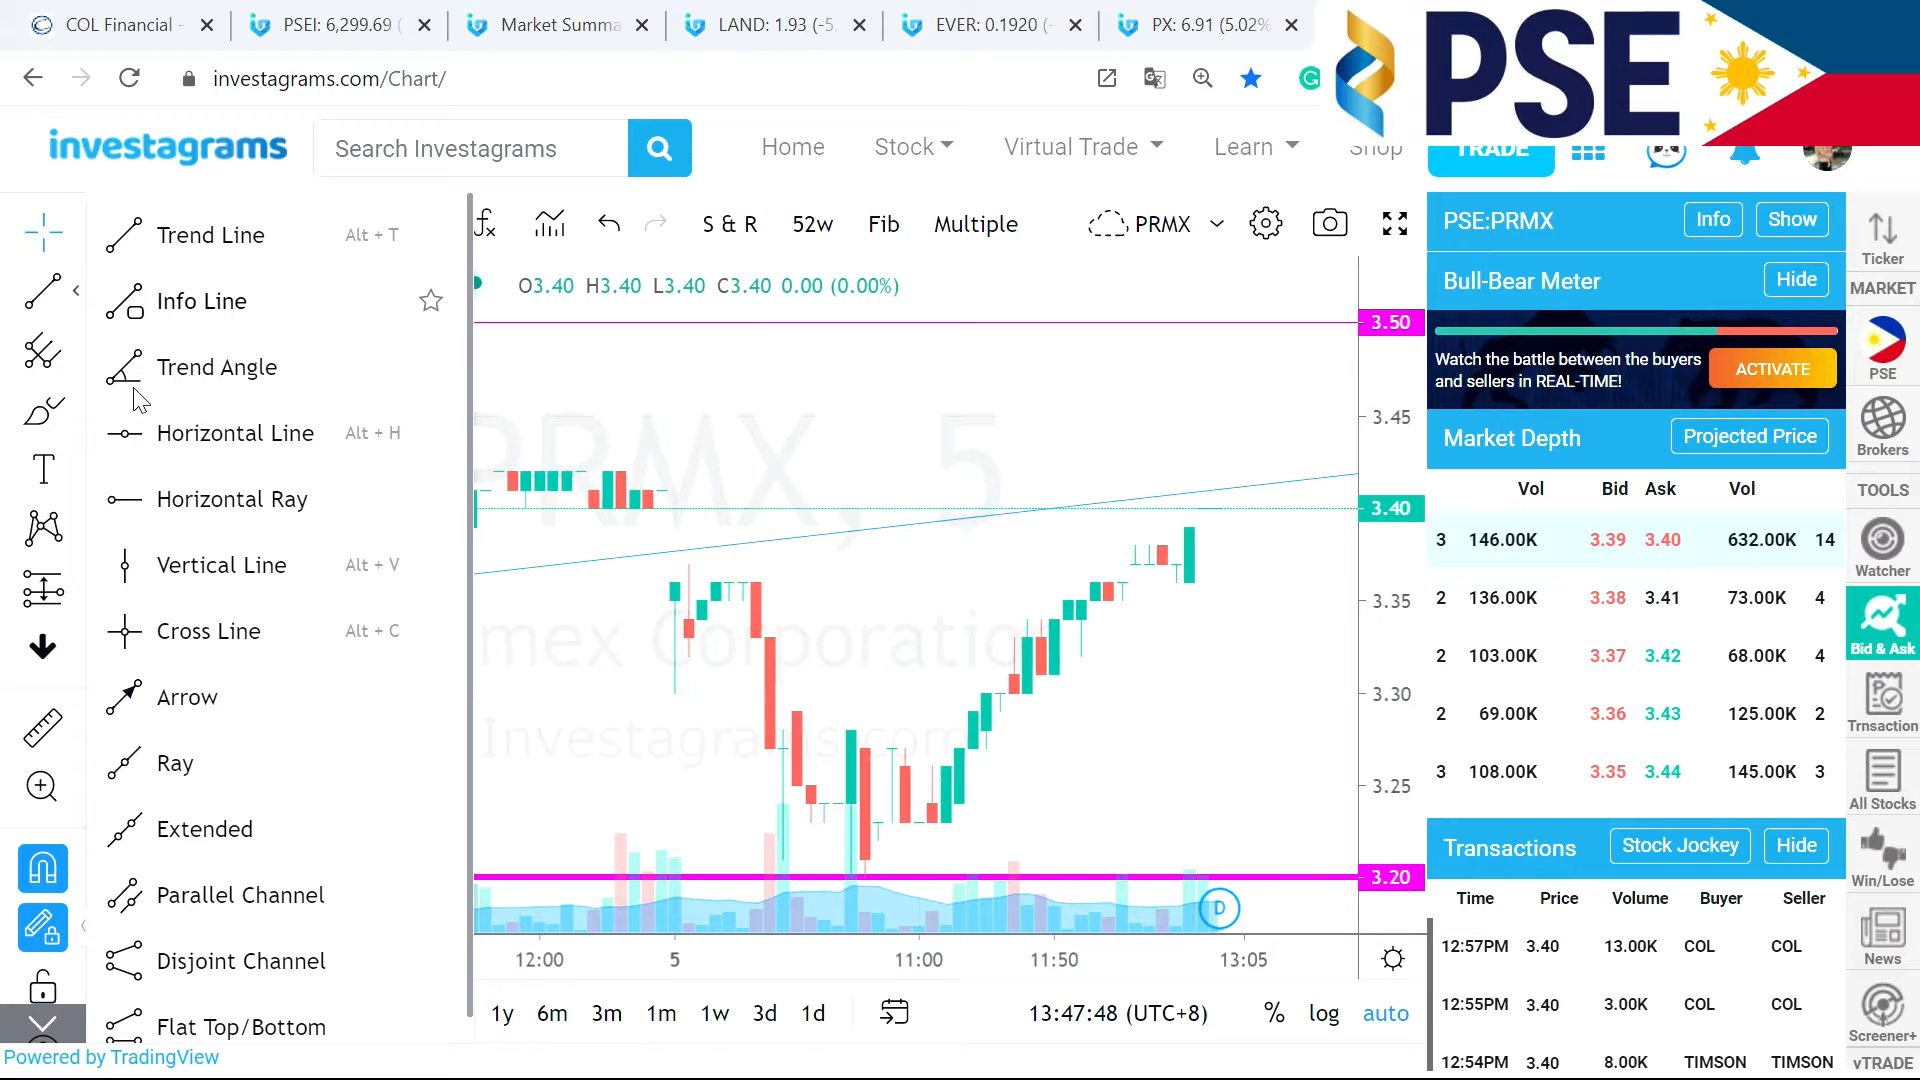 COL Financial -
PSEI: 6,299.69 (
Market Summa
LAND: 1.93 (-5.
EVER: 0.1920 (-
PX: 6.91 (5.02%
PSE
investagrams.com/Chart/
investagrams
Search Investagrams
Home
Stock
Virtual Trade
Learn
Shop
TRADE
Trend Line Alt + T
Info Line
Trend Angle
Horizontal Line Alt + H
Horizontal Ray
Vertical Line Alt + V
Cross Line Alt + C
Arrow
Ray
Extended
Parallel Channel
Disjoint Channel
Flat Top/Bottom
Powered by TradingView
S & R
52w
Fib
Multiple
PRMX
O3.40 H3.40 L3.40 C3.40 0.00 (0.00%)
PRMX, 5
mex Corporatio
Investagrams.com
3.50
3.45
3.40
3.35
3.30
3.25
3.20
D
12:00
5
11:00
11:50
13:05
1y
6m
3m
1m
1w
3d
1d
13:47:48 (UTC+8)
%
log
auto
PSE:PRMX
Info
Show
Bull-Bear Meter
Hide
Watch the battle between the buyers
and sellers in REAL-TIME!
ACTIVATE
Market Depth
Projected Price
Vol Bid Ask Vol
3 146.00K 3.39 3.40 632.00K 14
2 136.00K 3.38 3.41 73.00K 4
2 103.00K 3.37 3.42 68.00K 4
2 69.00K 3.36 3.43 125.00K 2
3 108.00K 3.35 3.44 145.00K 3
Transactions
Stock Jockey
Hide
Time Price Volume Buyer Seller
12:57PM 3.40 13.00K COL COL
12:55PM 3.40 3.00K COL COL
12:54PM 3.40 8.00K TIMSON TIMSON
Ticker
MARKET
PSE
Brokers
TOOLS
Watcher
Bid & Ask
Trnsaction
All Stocks
Win/Lose
News
Screener+
vTRADE